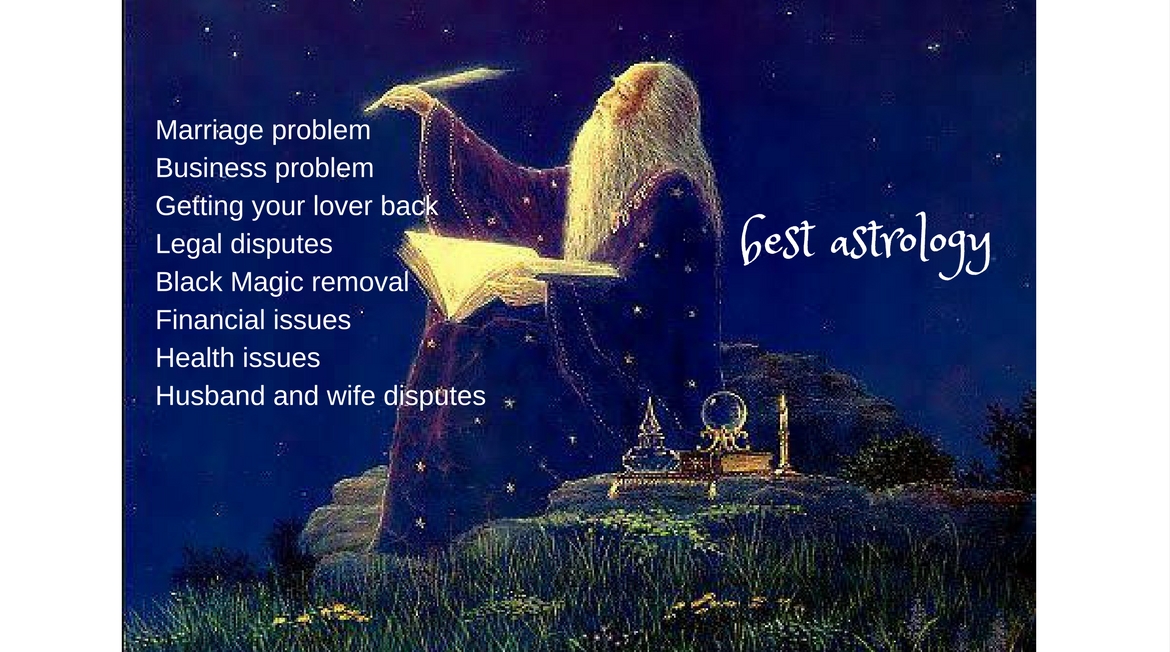 Marriage problem
Business problem
Getting your lover back
Legal disputes
Black Magic removal
Financial issues
Health issues
Husband and wife disputes
best astrology